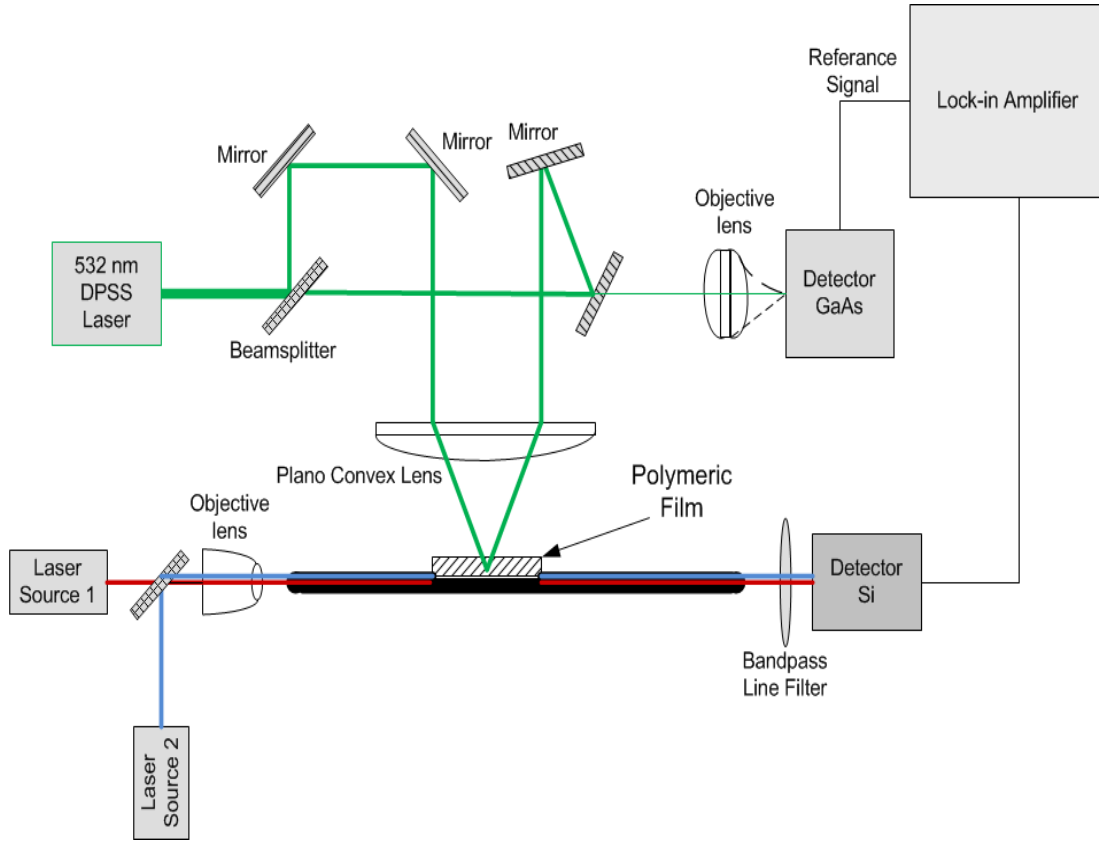 Referance
Signal
Lock-in Amplifier
Mirror
Mirror
Mirror
Objective
lens
532 nm
DPSS
Laser
Detector
GaAs
Beamsplitter
Plano Convex Lens
Polymeric
Film
Objective
lens
Laser
Source 1
Detector
Si
Bandpass
Line Filter
Laser
Source 2